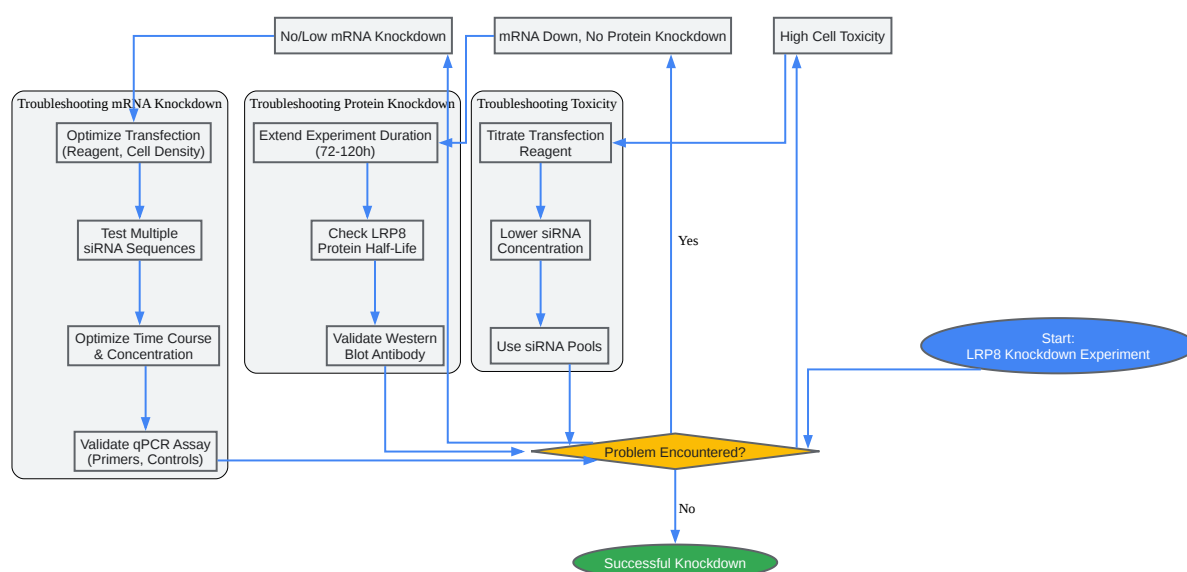 No/Low mRNA Knockdown
mRNA Down, No Protein Knockdown
High Cell Toxicity
Troubleshooting mRNA Knockdown
Optimize Transfection
(Reagent, Cell Density)
Test Multiple
siRNA Sequences
Optimize Time Course
& Concentration
Validate qPCR Assay
(Primers, Controls)
Troubleshooting Protein Knockdown
Extend Experiment Duration
(72-120h)
Check LRP8
Protein Half-Life
Validate Western
Blot Antibody
Troubleshooting Toxicity
Titrate Transfection
Reagent
Lower siRNA
Concentration
Use siRNA Pools
Yes
Start:
LRP8 Knockdown Experiment
Problem Encountered?
No
Successful Knockdown